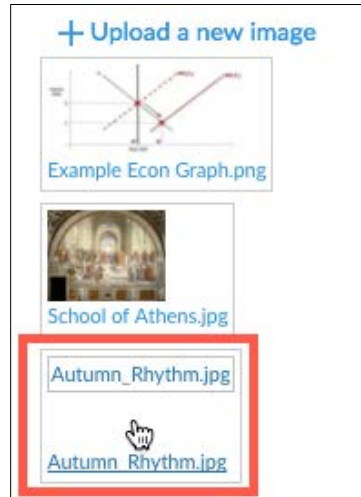 + Upload a new image
Example Econ Graph.png
School of Athens.jpg
Autumn_Rhythm.jpg
Autumn_Rhythm.jpg